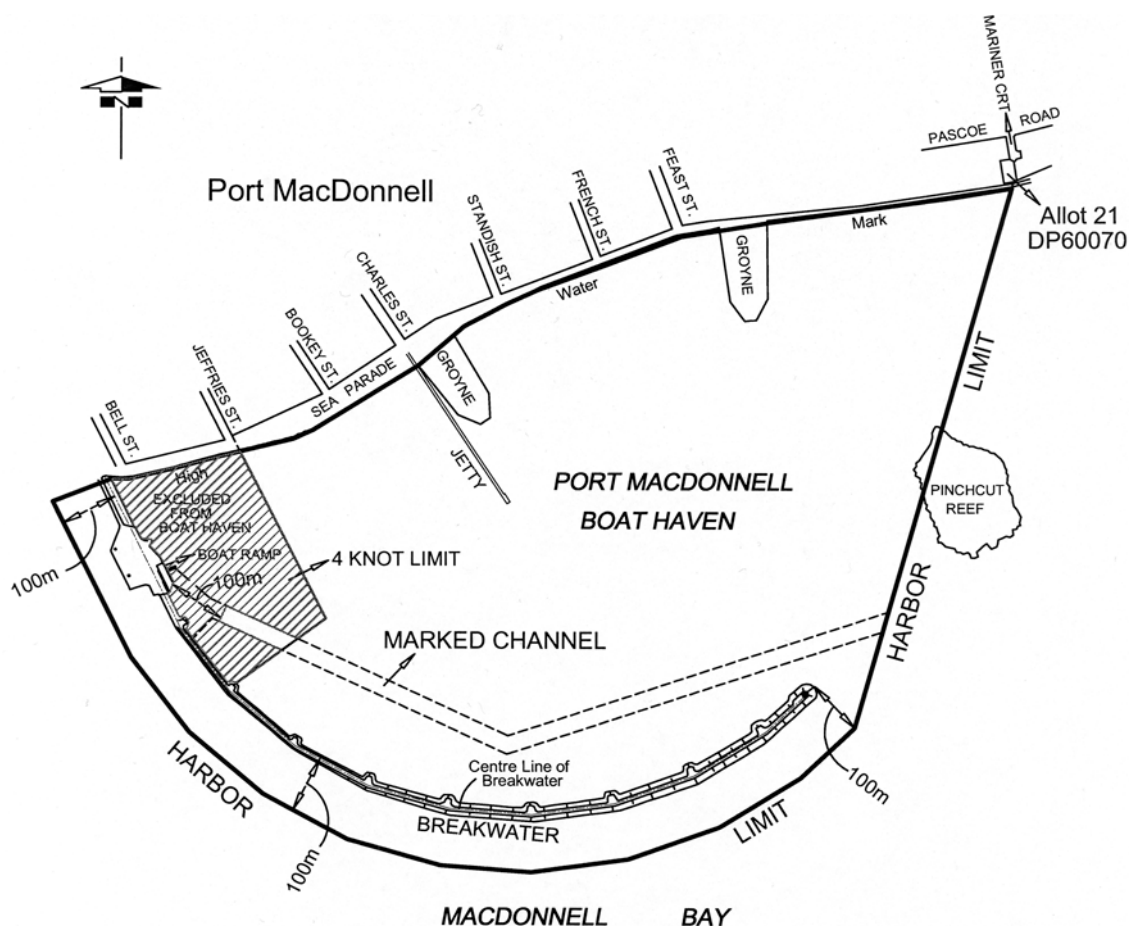 N
MARINER CRT
PASCOE ROAD
Port MacDonnell
FEAST ST.
FRENCH ST.
STANDISH ST.
CHARLES ST.
BOOKEY ST.
JEFFRIES ST.
BELL ST.
Allot 21
DP60070
Mark
Water
GROYNE
SEA PARADE
GROYNE
JETTY
LIMIT
High
EXCLUDED
FROM
BOAT HAVEN
PORT MACDONNELL
BOAT HAVEN
PINCHCUT
REEF
BOAT RAMP
4 KNOT LIMIT
100m
100m
MARKED CHANNEL
HARBOR
HARBOR
Centre Line of
Breakwater
BREAKWATER
100m
LIMIT
100m
MACDONNELL BAY